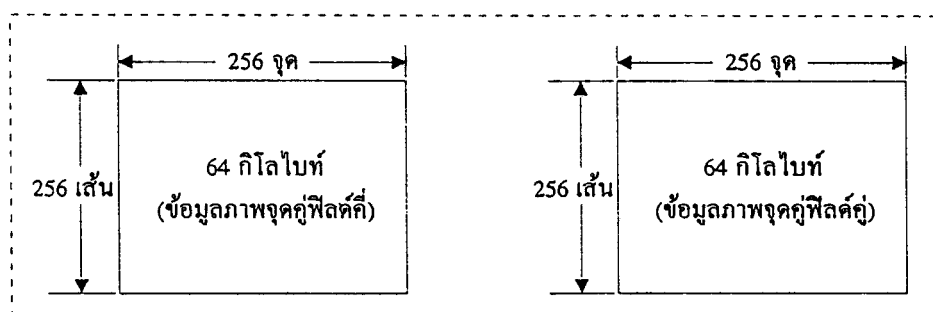 256 จุด
256 จุด
256 เส้น
64 กิโลไบท์
(ข้อมูลภาพจุดคู่ฟิลด์คี่)
256 เส้น
64 กิโลไบท์
(ข้อมูลภาพจุดคู่ฟิลด์คู่)